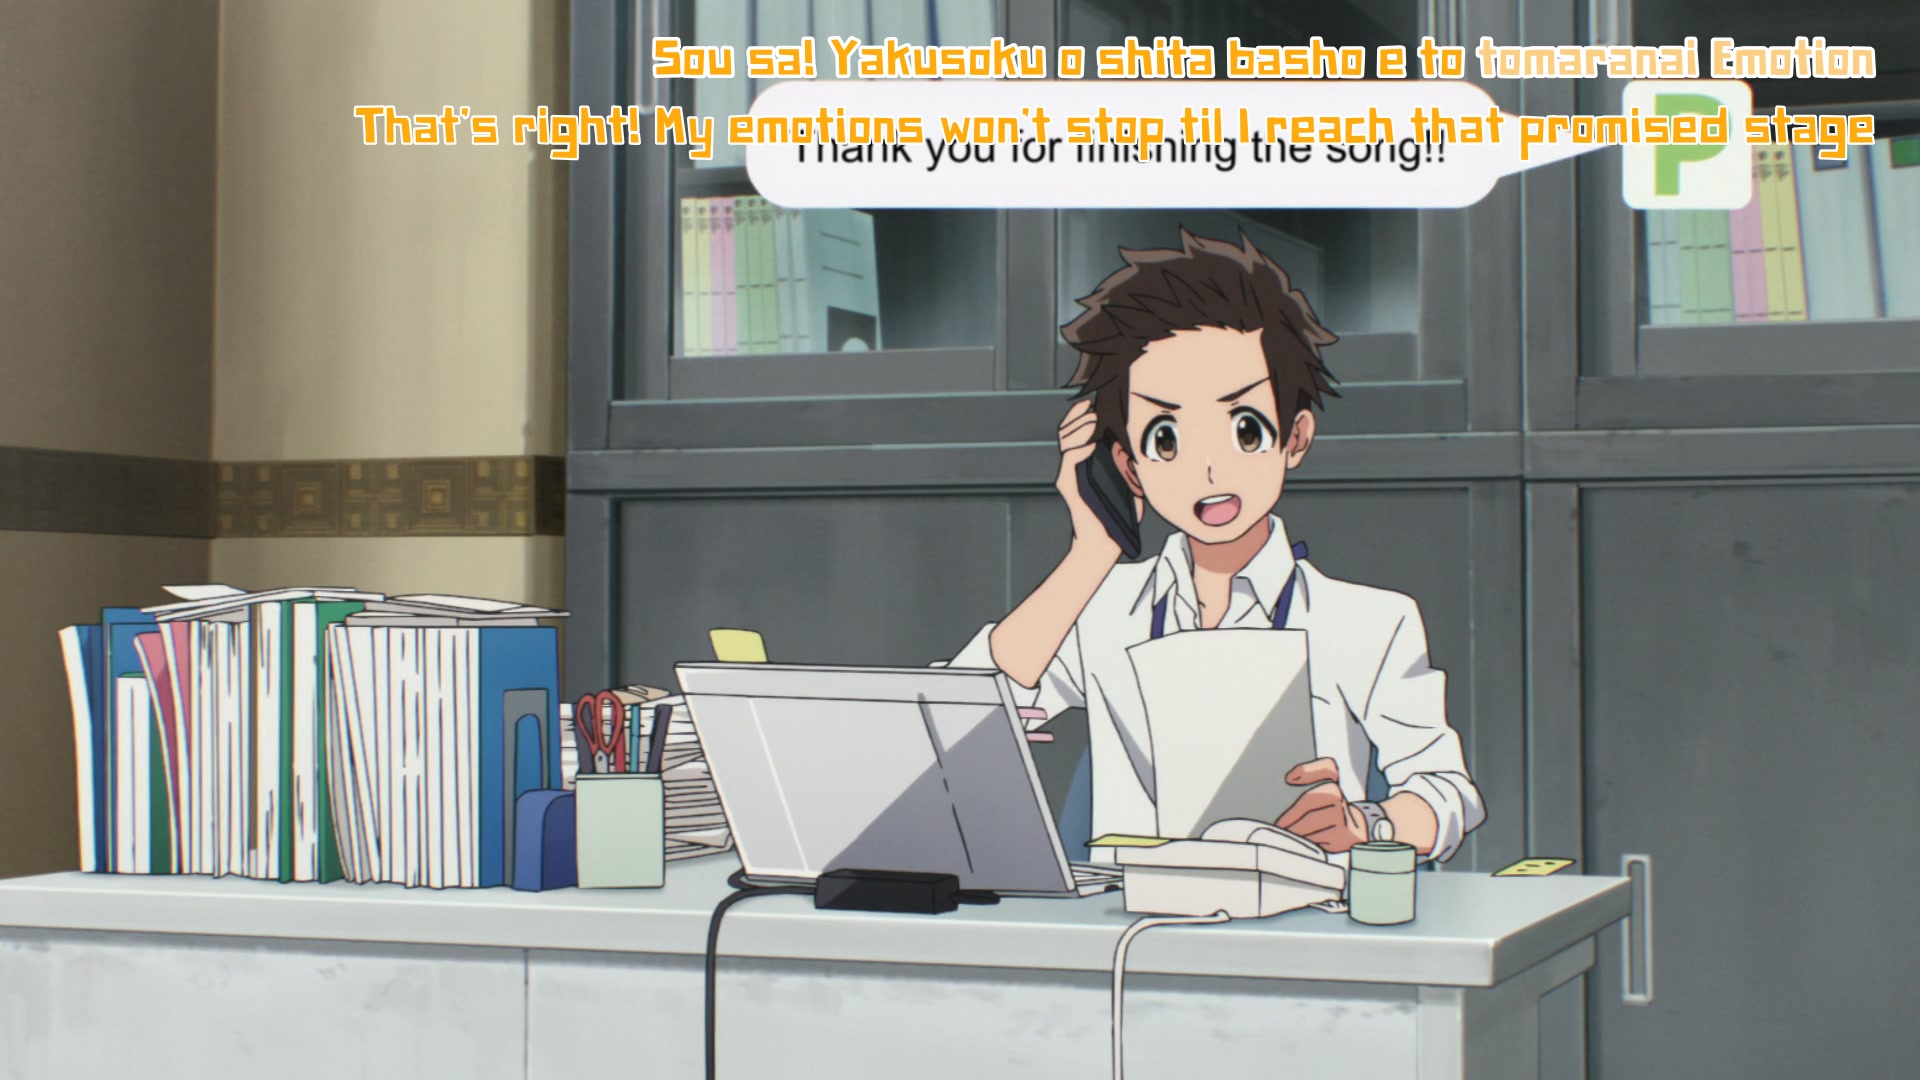 Sou sa! Yakusoku o shita basho e to tomaranai Emotion
That's right! My emotions won't stop til I reach that promised stage
Thank you for finishing the song!!
P